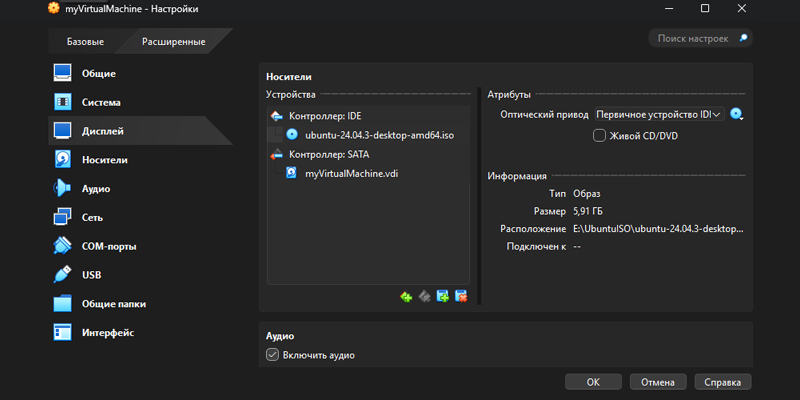 myVirtualMachine - Настройки
Базовые
Расширенные
Поиск настроек
Общие
Система
Дисплей
Носители
Аудио
Сеть
COM-порты
USB
Общие папки
Интерфейс
Носители
Устройства
Контроллер: IDE
ubuntu-24.04.3-desktop-amd64.iso
Контроллер: SATA
myVirtualMachine.vdi
Атрибуты
Оптический привод Первичное устройство IDI
Живой CD/DVD
Информация
Тип Образ
Размер 5,91 ГБ
Расположение E:\UbuntuISO\ubuntu-24.04.3-desktop...
Подключен к --
Аудио
Включить аудио
OK
Отмена
Справка